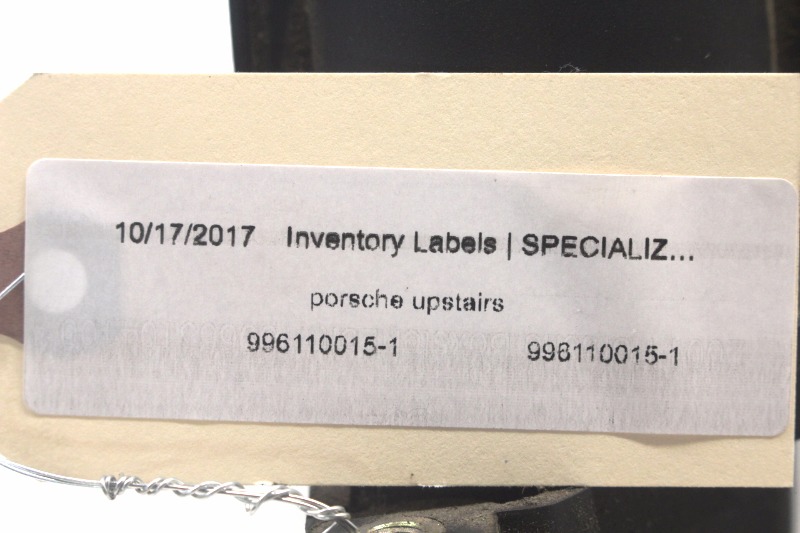 10/17/2017 Inventory Labels | SPECIALIZ...
porsche upstairs
996110015-1 996110015-1